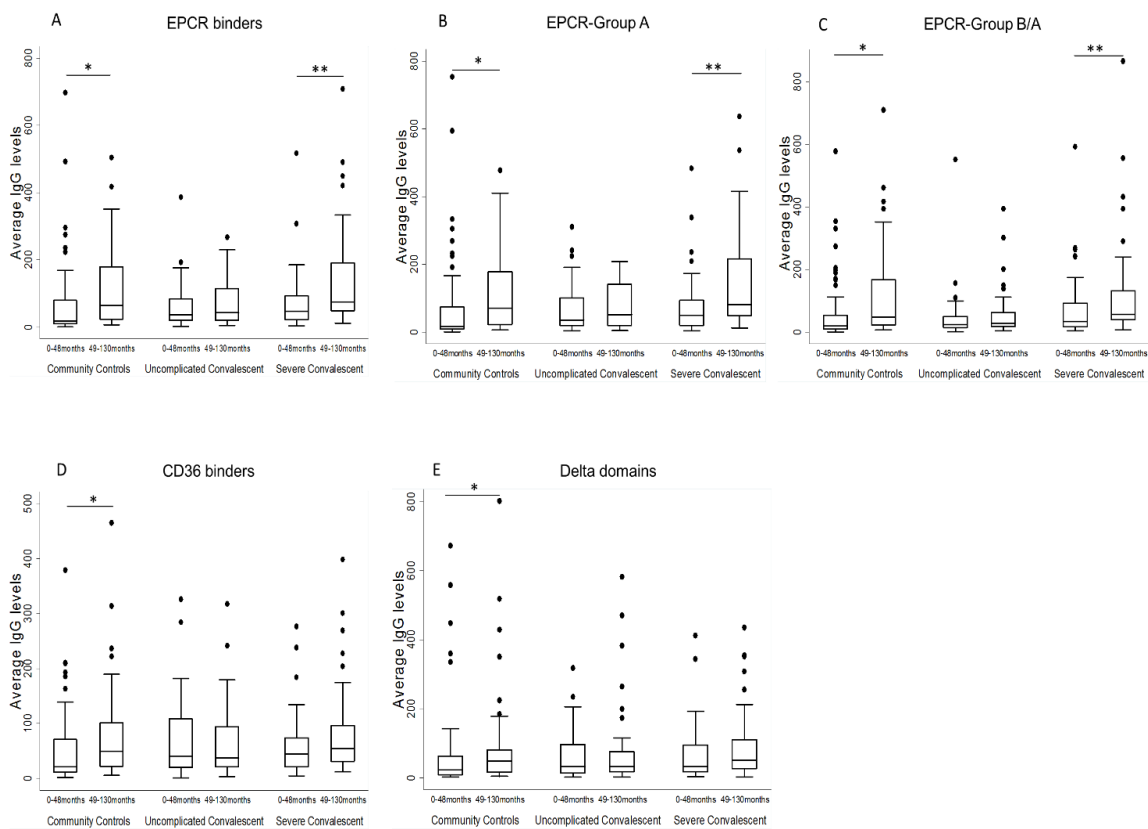 A
EPCR binders
800
600
400
200
0
Average IgG levels
*
**
0-48months 49-130months 0-48months 49-130months 0-48months 49-130months
Community Controls Uncomplicated Convalescent Severe Convalescent
B
EPCR-Group A
800
600
400
200
0
Average IgG levels
*
**
0-48months 49-130months 0-48months 49-130months 0-48months 49-130months
Community Controls Uncomplicated Convalescent Severe Convalescent
C
EPCR-Group B/A
800
600
400
200
0
Average IgG levels
*
**
0-48months 49-130months 0-48months 49-130months 0-48months 49-130months
Community Controls Uncomplicated Convalescent Severe Convalescent
D
CD36 binders
500
400
300
200
100
0
Average IgG levels
*
0-48months 49-130months 0-48months 49-130months 0-48months 49-130months
Community Controls Uncomplicated Convalescent Severe Convalescent
E
Delta domains
800
600
400
200
0
Average IgG levels
*
0-48months 49-130months 0-48months 49-130months 0-48months 49-130months
Community Controls Uncomplicated Convalescent Severe Convalescent